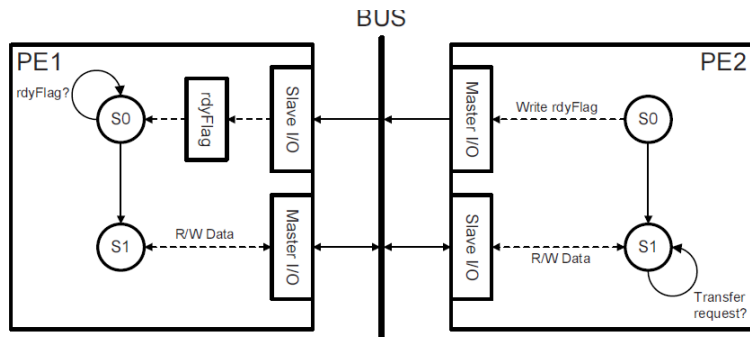 BUS
PE1
PE2
rdyFlag?
S0
rdyFlag
Slave I/O
Master I/O
Write rdyFlag
S0
S1
R/W Data
Master I/O
Slave I/O
R/W Data
S1
Transfer
request?